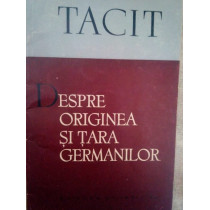 TACIT
DESPRE
ORIGINEA
ȘI ȚARA
GERMANILOR